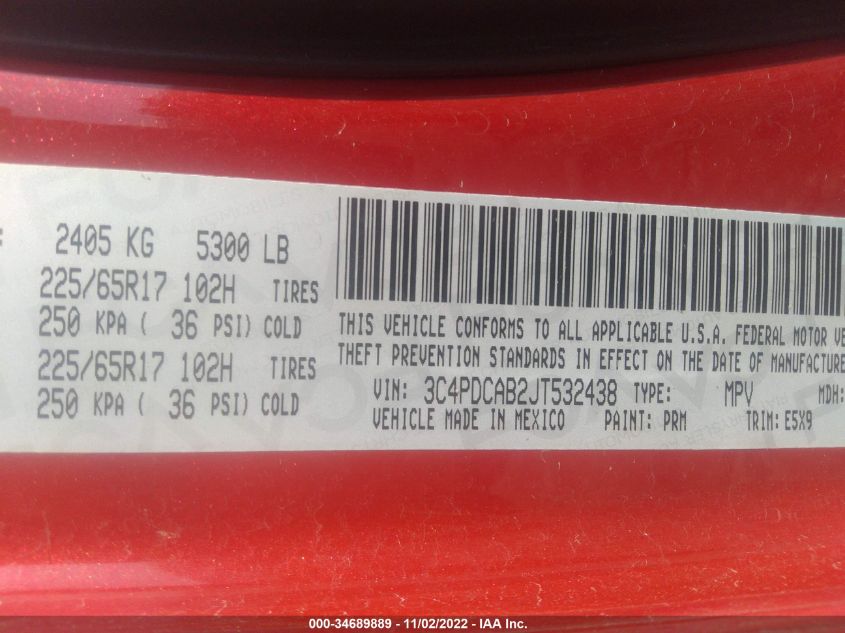 2405 KG 5300 LB
225/65R17 102H TIRES
250 KPA ( 36 PSI) COLD
225/65R17 102H TIRES
250 KPA ( 36 PSI) COLD
THIS VEHICLE CONFORMS TO ALL APPLICABLE U.S.A. FEDERAL MOTOR VE
THEFT PREVENTION STANDARDS IN EFFECT ON THE DATE OF MANUFACTURE
VIN: 3C4PDCAB2JT532438 TYPE: MPV MDH:
VEHICLE MADE IN MEXICO PAINT: PRM TRIM: E5X9
000-34689889 - 11/02/2022 - IAA Inc.